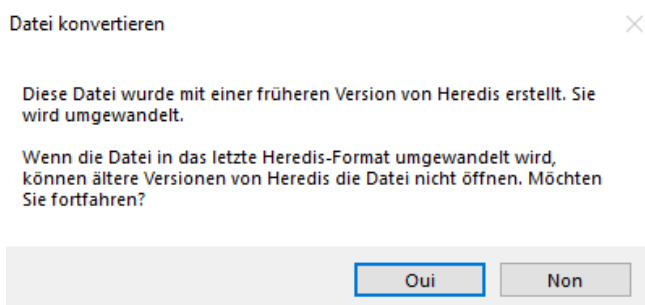 Datei konvertieren
Diese Datei wurde mit einer früheren Version von Heredis erstellt. Sie
wird umgewandelt.
Wenn die Datei in das letzte Heredis-Format umgewandelt wird,
können ältere Versionen von Heredis die Datei nicht öffnen. Möchten
Sie fortfahren?
Oui Non